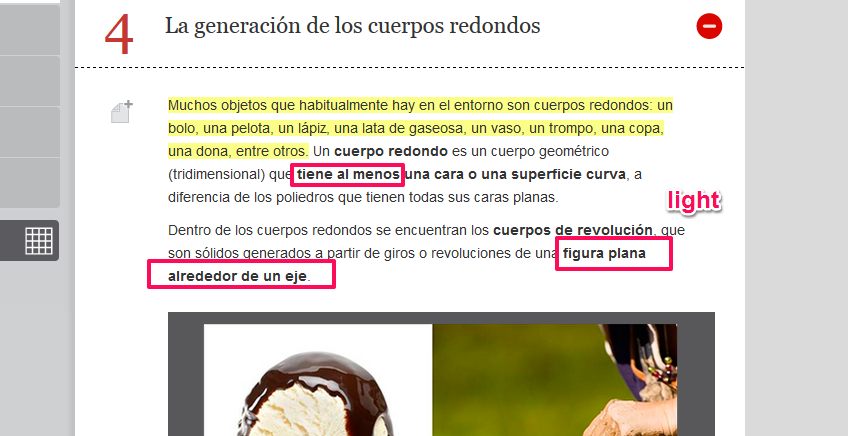 4
La generación de los cuerpos redondos
Muchos objetos que habitualmente hay en el entorno son cuerpos redondos: un
bolo, una pelota, un lápiz, una lata de gaseosa, un vaso, un trompo, una copa,
una dona, entre otros. Un cuerpo redondo es un cuerpo geométrico
(tridimensional) que tiene al menos una cara o una superficie curva, a
diferencia de los poliedros que tienen todas sus caras planas.
light
Dentro de los cuerpos redondos se encuentran los cuerpos de revolución, que
son sólidos generados a partir de giros o revoluciones de una figura plana
alrededor de un eje.